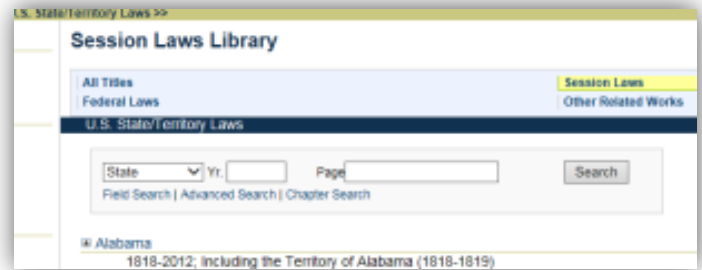 U.S. State/Territory Laws >>
Session Laws Library
All Titles Session Laws
Federal Laws Other Related Works
U.S. State/Territory Laws
State Yr. Page Search
Field Search | Advanced Search | Chapter Search
Alabama
1818-2012; Including the Territory of Alabama (1818-1819)